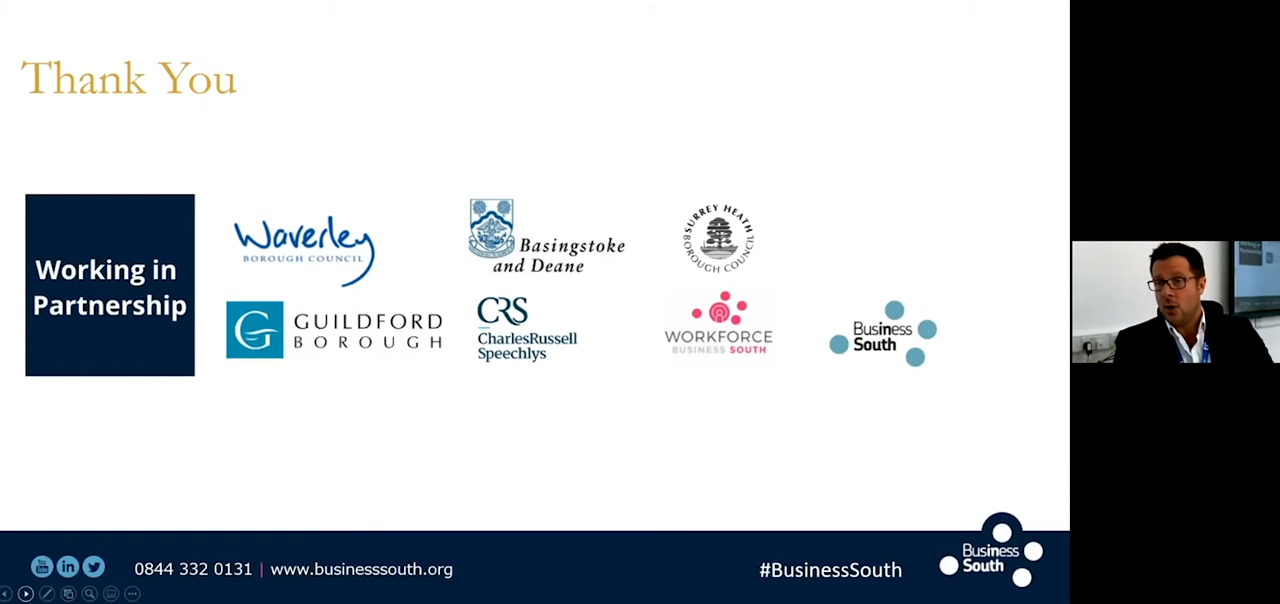 Thank You
Working in
Partnership
Waverley
BOROUGH COUNCIL
Basingstoke
and Deane
SURREY HEATH
BOROUGH COUNCIL
GUILDFORD
BOROUGH
CRS
CharlesRussell
Speechlys
WORKFORCE
BUSINESS SOUTH
Business
South
0844 332 0131 | www.businesssouth.org
#BusinessSouth
Business
South